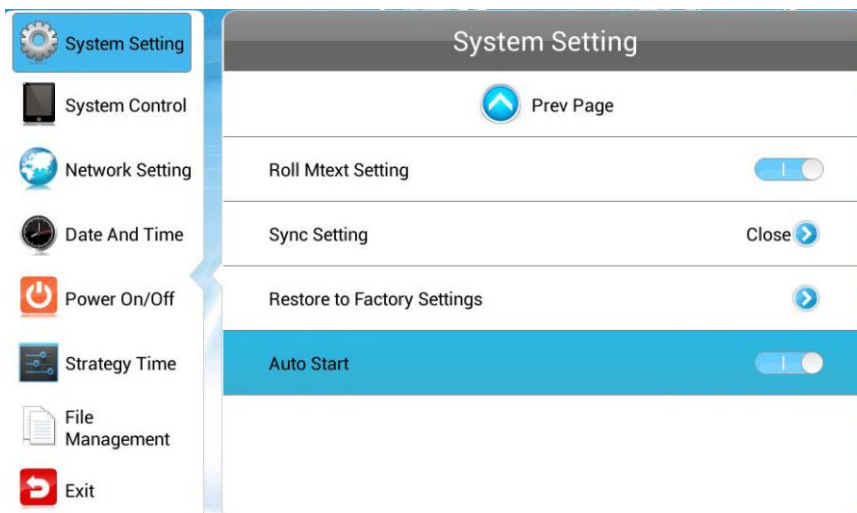 System Setting
System Control
Network Setting
Date And Time
Power On/Off
Strategy Time
File
Management
Exit
System Setting
Prev Page
Roll Mtext Setting
Sync Setting
Close
Restore to Factory Settings
Auto Start